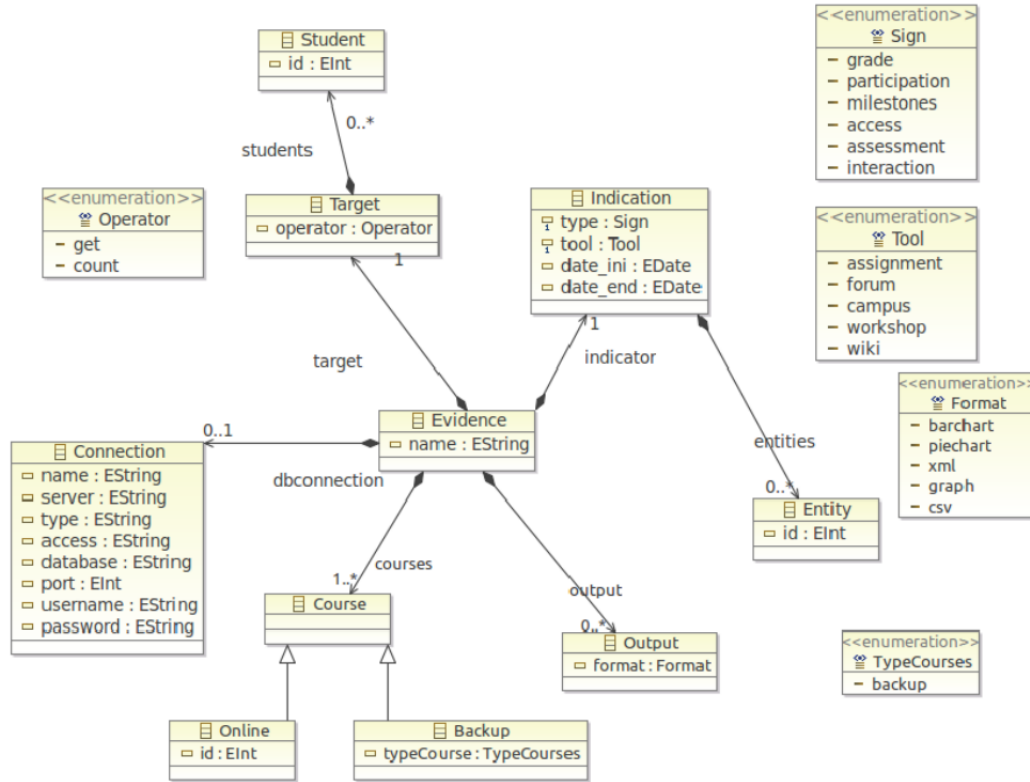 Student
id : EInt
0..*
students
Target
operator : Operator
1
target
<<enumeration>>
Operator
get
count
Indication
type : Sign
tool : Tool
date_ini : EDate
date_end : EDate
1
indicator
Evidence
name : EString
0..1
dbconnection
Connection
name : EString
server : EString
type : EString
access : EString
database : EString
port : EInt
username : EString
password : EString
courses
1..*
Course
Online
id : EInt
Backup
typeCourse : TypeCourses
output
0..*
Output
format : Format
entities
0..*
Entity
id : EInt
<<enumeration>>
Sign
grade
participation
milestones
access
assessment
interaction
<<enumeration>>
Tool
assignment
forum
campus
workshop
wiki
<<enumeration>>
Format
barchart
piechart
xml
graph
csv
<<enumeration>>
TypeCourses
backup